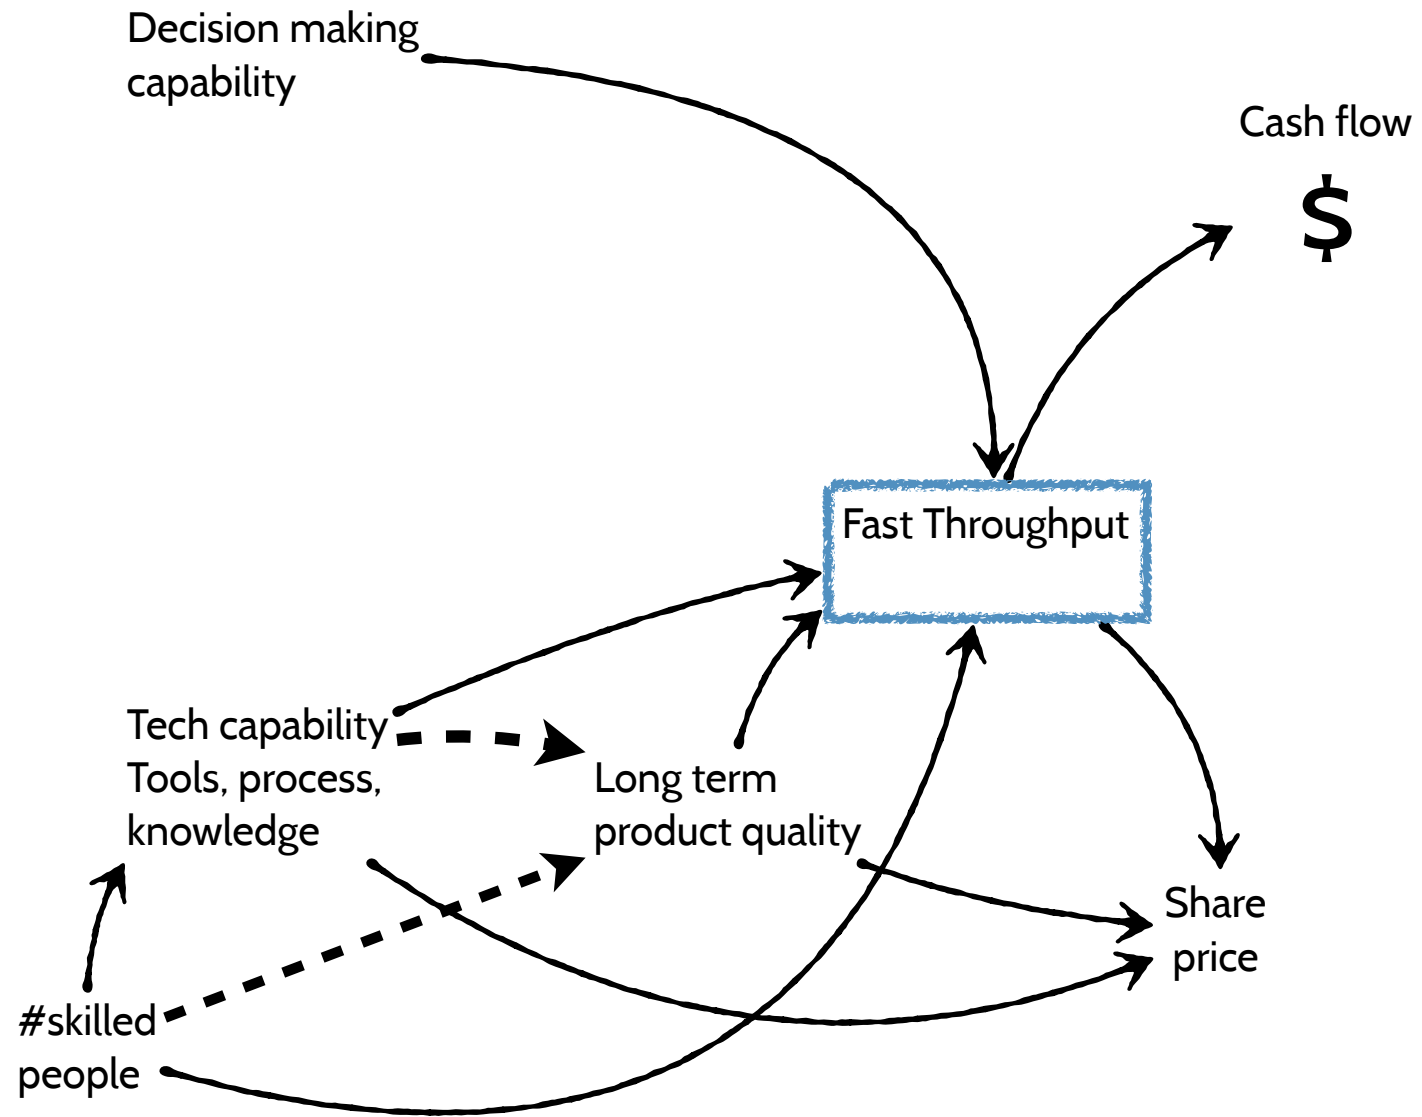 Decision making
capability
Cash flow
$
Fast Throughput
Tech capability
Tools, process,
knowledge
Long term
product quality
Share
price
#skilled
people